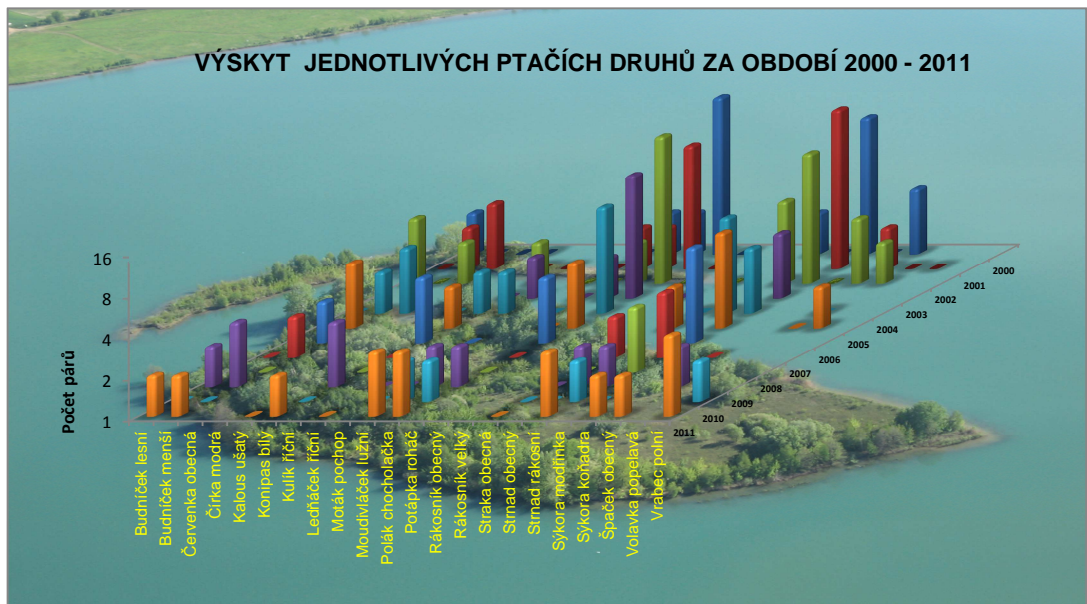 VÝSKYT JEDNOTLIVÝCH PTAČÍCH DRUHŮ ZA OBDOBÍ 2000 - 2011
Počet párů
16
8
4
2
1
Budníček lesní
Budníček menší
Červenka obecná
Čírka modrá
Kalous ušatý
Konipas bílý
Kulík říční
Ledňáček říční
Moták pochop
Moudivláček lužní
Polák chocholačka
Potápka roháč
Rákosník obecný
Rákosník velký
Straka obecná
Strnad obecný
Strnad rákosní
Sýkora modřinka
Sýkora koňadra
Špaček obecný
Volavka popelavá
Vrabec polní
2011
2010
2009
2008
2007
2006
2005
2004
2003
2002
2001
2000